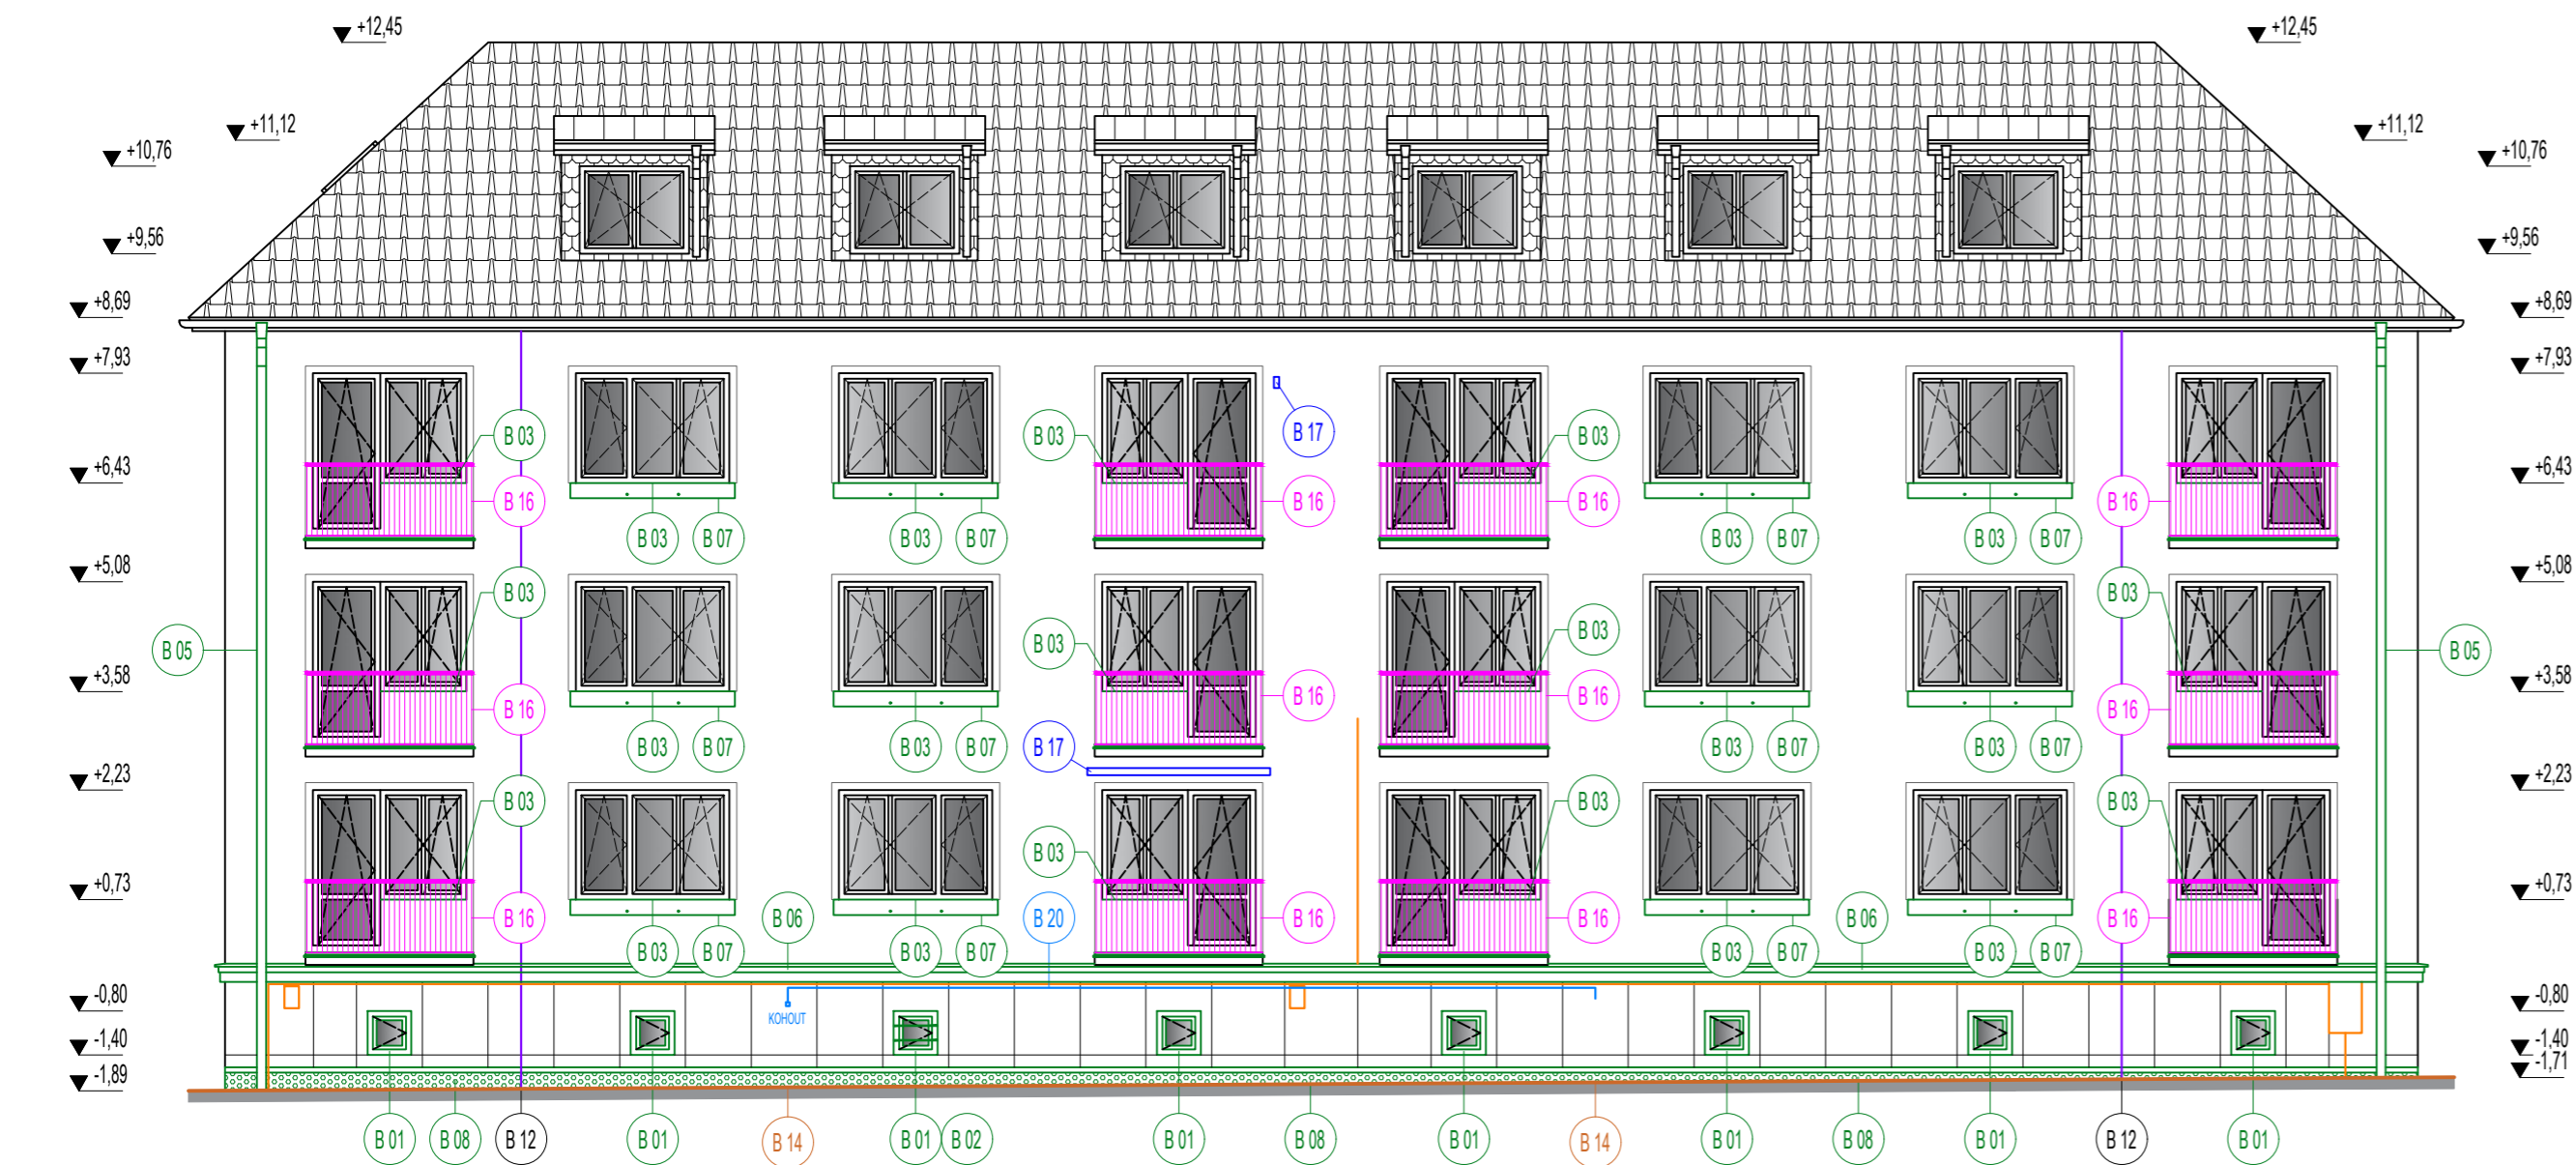 +12,45 +12,45
+11,12 +11,12
+10,76 +10,76
+9,56 +9,56
+8,69 +8,69
+7,93 +7,93
B 03 B 03 B 17 B 03
+6,43 +6,43
B 16 B 16 B 16 B 16
B 03 B 07 B 03 B 07 B 03 B 07 B 03 B 07
+5,08 +5,08
B 03 B 03
B 03 B 03
B 05 B 05
+3,58 +3,58
B 16 B 16 B 16 B 16
B 03 B 07 B 03 B 07 B 17 B 03 B 07 B 03 B 07
+2,23 +2,23
B 03 B 03 B 03
B 03
+0,73 +0,73
B 16 B 06 B 20 B 16 B 16 B 06 B 16
B 03 B 07 B 03 B 07 B 03 B 07 B 03 B 07
-0,80 -0,80
KOHOUT
-1,40 -1,40
-1,89 -1,71
B 01 B 08 B 12 B 01 B 14 B 01 B 02 B 01 B 08 B 01 B 14 B 01 B 08 B 01 B 12 B 01